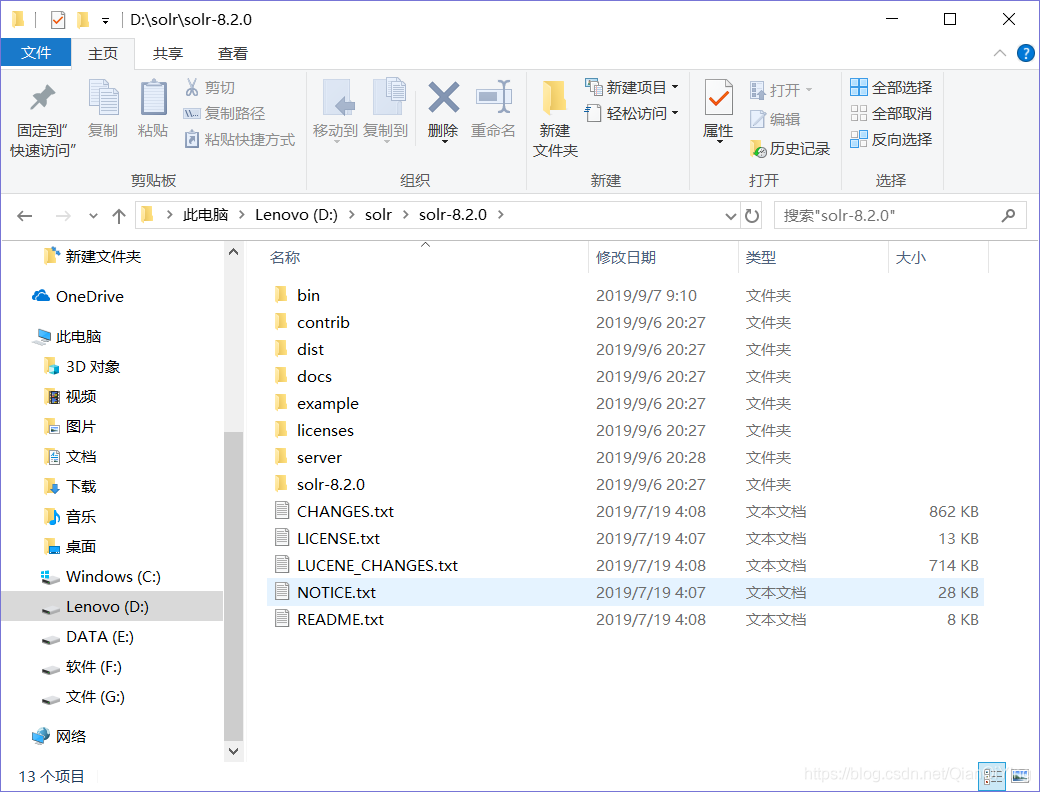 D:\solr\solr-8.2.0
文件 主页 共享 查看
固定到"快速访问"
复制
粘贴
剪切
复制路径
粘贴快捷方式
剪贴板
移动到
复制到
删除
重命名
组织
新建文件夹
新建项目
轻松访问
新建
属性
打开
编辑
历史记录
打开
全部选择
全部取消
反向选择
选择
此电脑 > Lenovo (D:) > solr > solr-8.2.0 >
搜索"solr-8.2.0"
新建文件夹
OneDrive
此电脑
3D 对象
视频
图片
文档
下载
音乐
桌面
Windows (C:)
Lenovo (D:)
DATA (E:)
软件 (F:)
文件 (G:)
网络
名称 修改日期 类型 大小
bin 2019/9/7 9:10 文件夹
contrib 2019/9/6 20:27 文件夹
dist 2019/9/6 20:27 文件夹
docs 2019/9/6 20:27 文件夹
example 2019/9/6 20:27 文件夹
licenses 2019/9/6 20:27 文件夹
server 2019/9/6 20:28 文件夹
solr-8.2.0 2019/9/6 20:27 文件夹
CHANGES.txt 2019/7/19 4:08 文本文档 862 KB
LICENSE.txt 2019/7/19 4:07 文本文档 13 KB
LUCENE_CHANGES.txt 2019/7/19 4:08 文本文档 714 KB
NOTICE.txt 2019/7/19 4:07 文本文档 28 KB
README.txt 2019/7/19 4:08 文本文档 8 KB
13 个项目